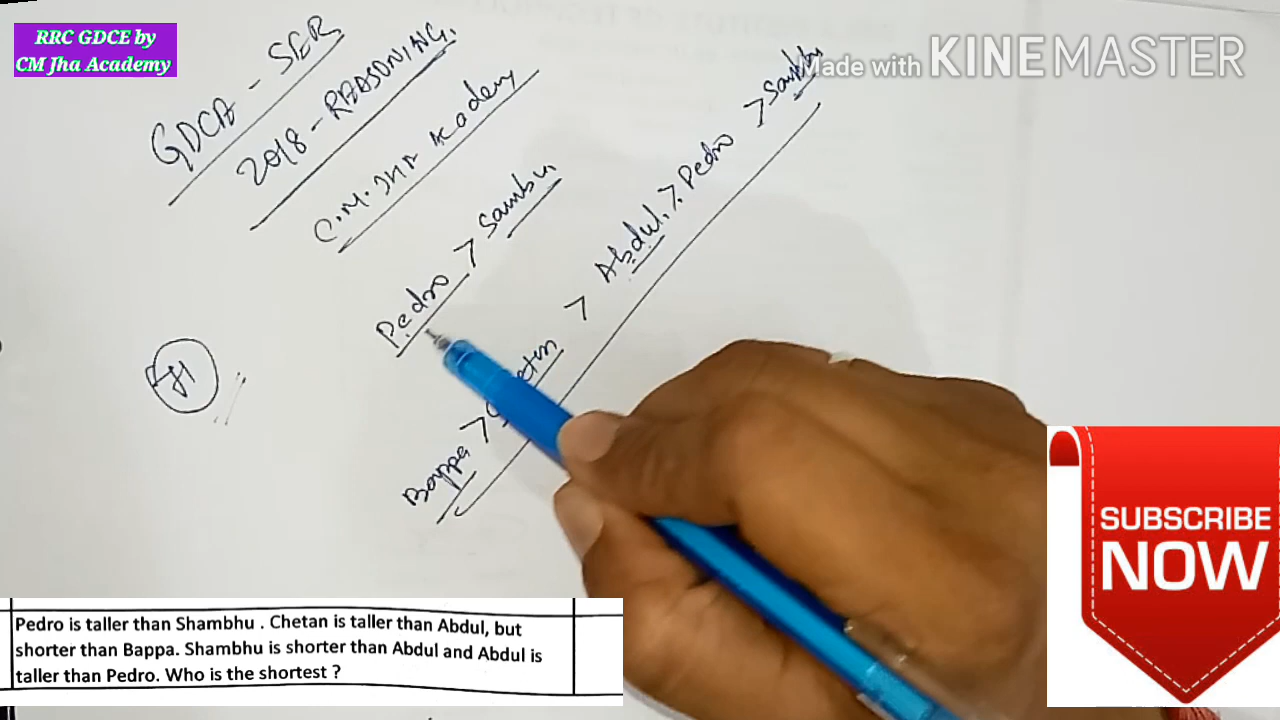 RRC GDCE by
CM Jha Academy
Made with KINEMASTER
GDCA - SER
2018 - REASONING.
C.M. JHA Academy
Pedro > Sambu
Bappa > > Abdul > Pedro > Sambhu
SUBSCRIBE
NOW
Pedro is taller than Shambhu . Chetan is taller than Abdul, but
shorter than Bappa. Shambhu is shorter than Abdul and Abdul is
taller than Pedro. Who is the shortest ?